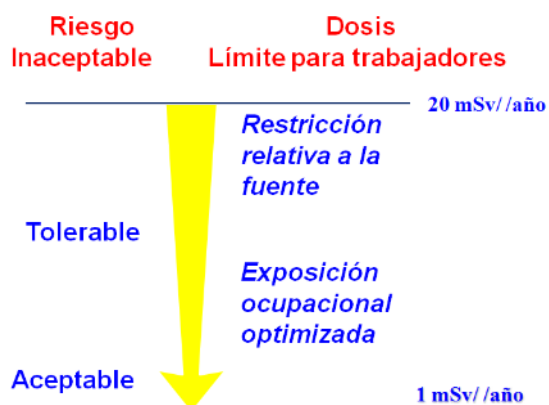 Riesgo
Inaceptable
Dosis
Límite para trabajadores
20 mSv/ /año
Restricción
relativa a la
fuente
Tolerable
Exposición
ocupacional
optimizada
Aceptable
1 mSv/ /año